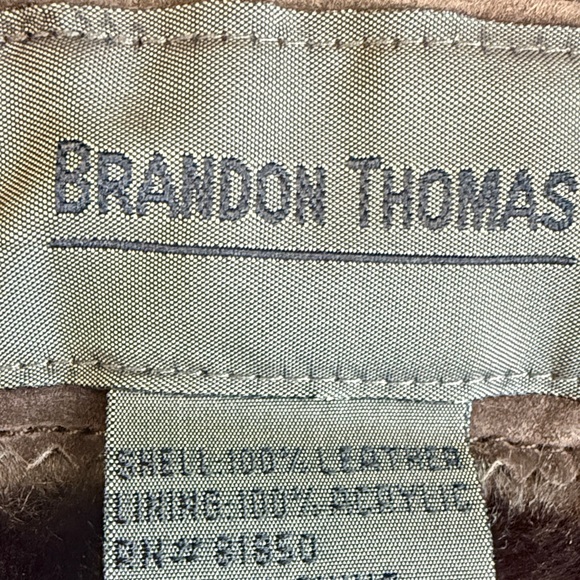 BRANDON THOMAS
SHELL:100% LEATHER
LINING:100% ACRYLIC
RN# 81850